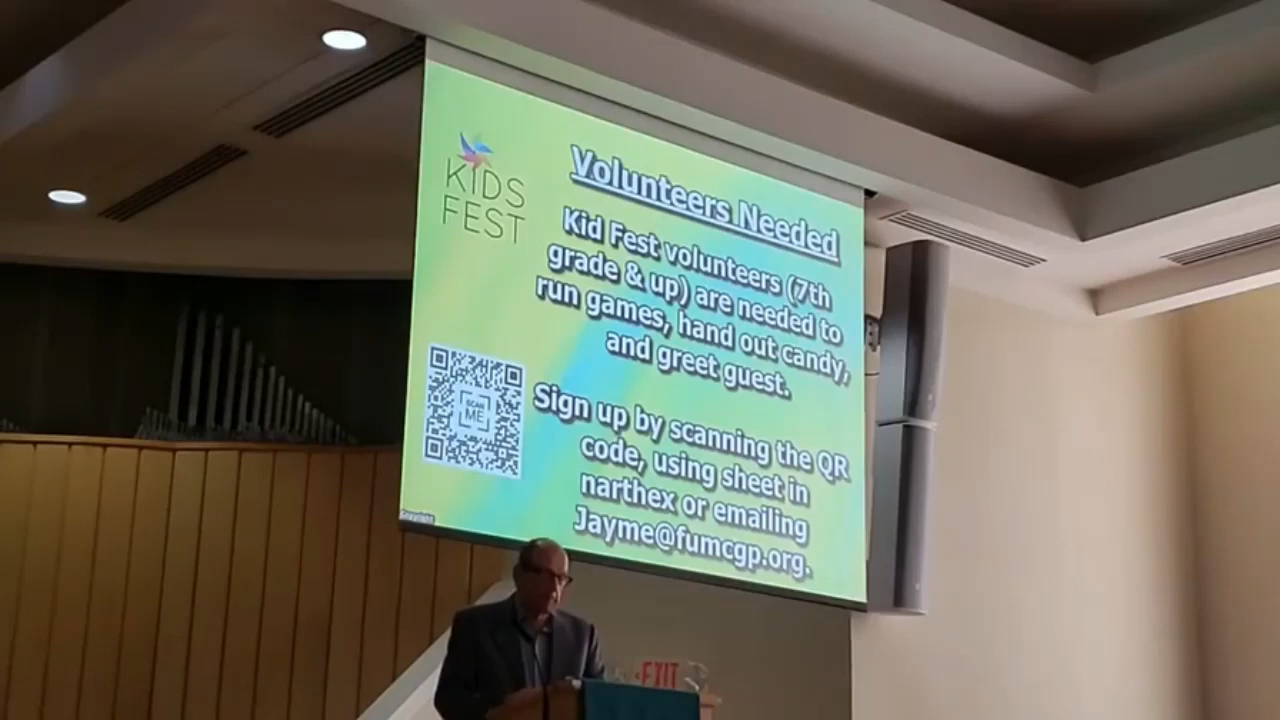 KIDS
FEST
Volunteers Needed
Kid Fest volunteers (7th
grade & up) are needed to
run games, hand out candy,
and greet guest.
SCAN
ME
Sign up by scanning the QR
code, using sheet in
narthex or emailing
Jayme@fumcgp.org.
EXIT